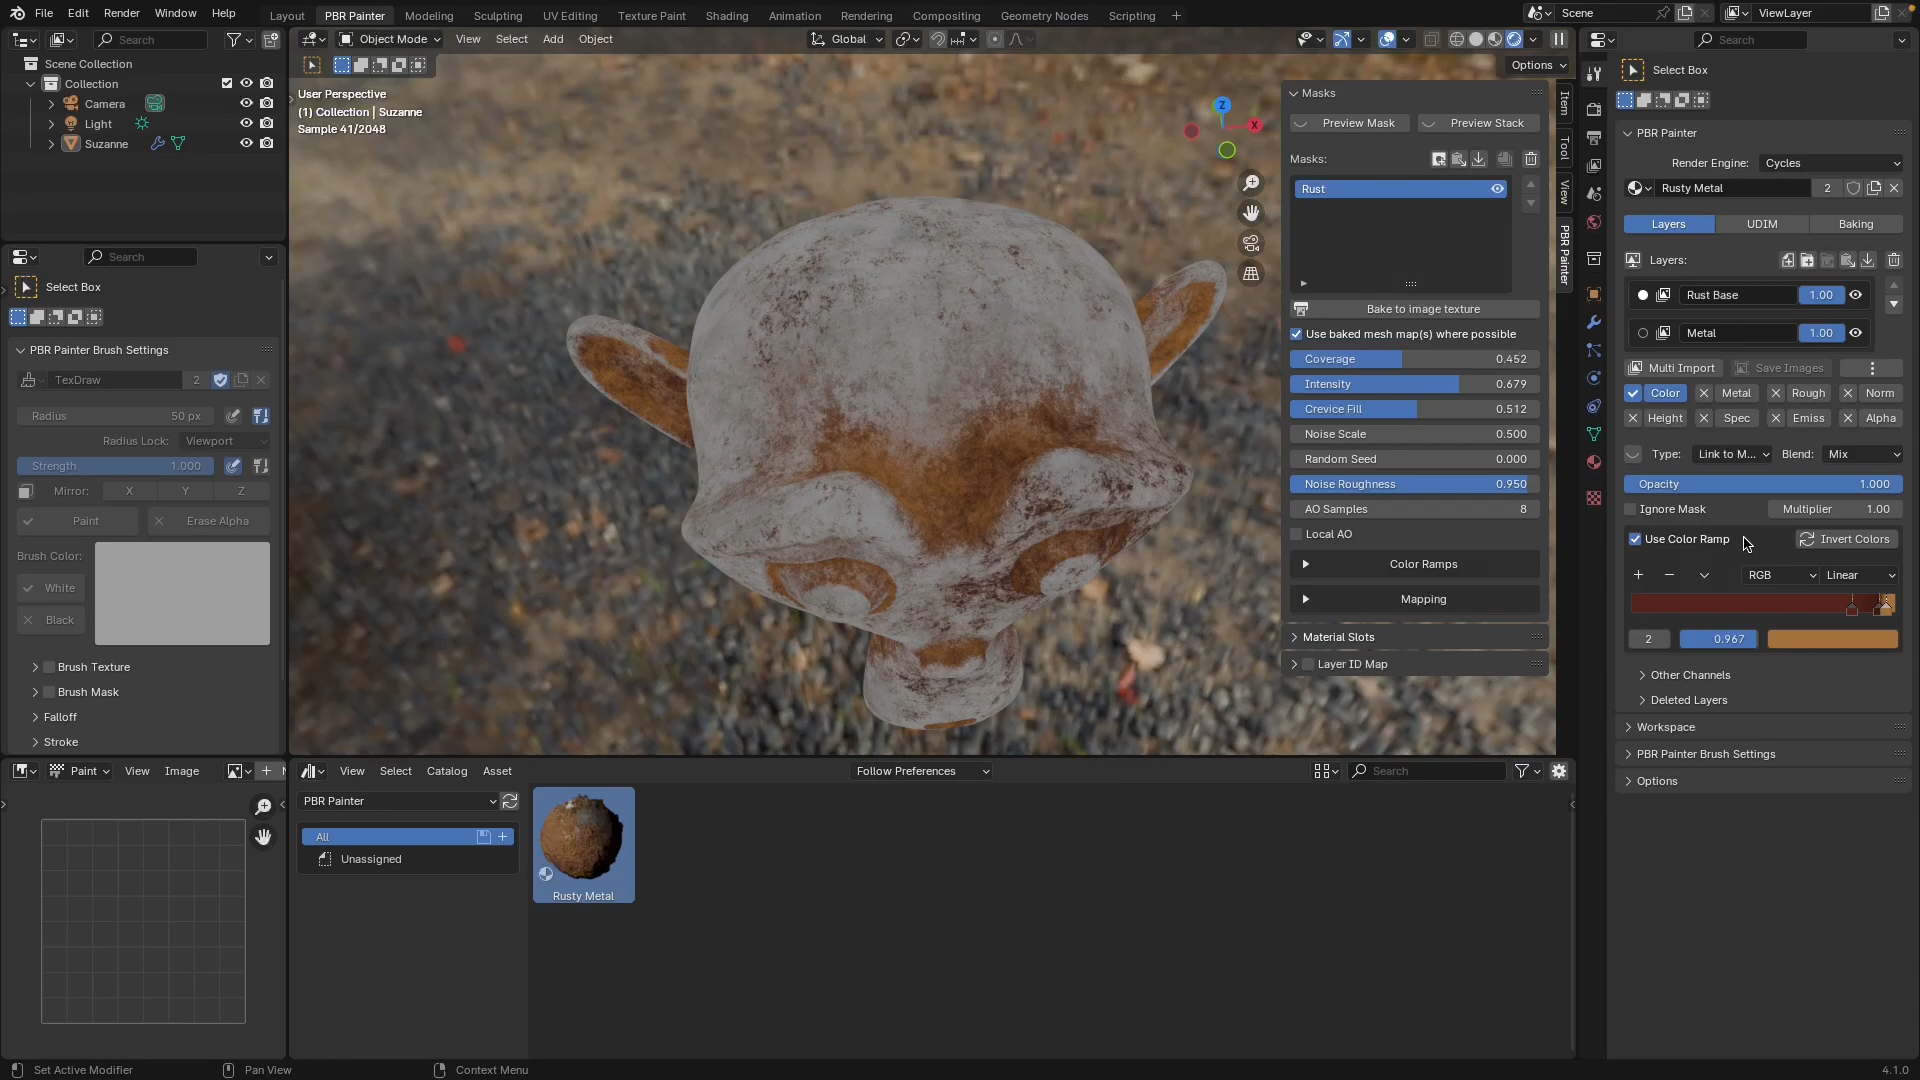 File Edit Render Window Help
Layout PBR Painter Modeling Sculpting UV Editing Texture Paint Shading Animation Rendering Compositing Geometry Nodes Scripting +
Scene
ViewLayer
Search
Scene Collection
Collection
Camera
Light
Suzanne
Search
Select Box
PBR Painter Brush Settings
TexDraw 2
Radius 50 px
Radius Lock: Viewport
Strength 1.000
Mirror: X Y Z
Paint Erase Alpha
Brush Color:
White
Black
Brush Texture
Brush Mask
Falloff
Stroke
Paint View Image
Object Mode View Select Add Object
Global
Options
User Perspective
(1) Collection | Suzanne
Sample 41/2048
Z
X
Masks
Preview Mask Preview Stack
Masks:
Rust
Bake to image texture
Use baked mesh map(s) where possible
Coverage 0.452
Intensity 0.679
Crevice Fill 0.512
Noise Scale 0.500
Random Seed 0.000
Noise Roughness 0.950
AO Samples 8
Local AO
Color Ramps
Mapping
Material Slots
Layer ID Map
Item
Tool
View
PBR Painter
View Select Catalog Asset
Follow Preferences
Search
PBR Painter
All
Unassigned
Rusty Metal
Search
Select Box
PBR Painter
Render Engine: Cycles
Rusty Metal 2
Layers UDIM Baking
Layers:
Rust Base 1.00
Metal 1.00
Multi Import Save Images
Color Metal Rough Norm
Height Spec Emiss Alpha
Type: Link to M... Blend: Mix
Opacity 1.000
Ignore Mask Multiplier 1.00
Use Color Ramp Invert Colors
RGB Linear
2 0.967
Other Channels
Deleted Layers
Workspace
PBR Painter Brush Settings
Options
Set Active Modifier Pan View Context Menu 4.1.0